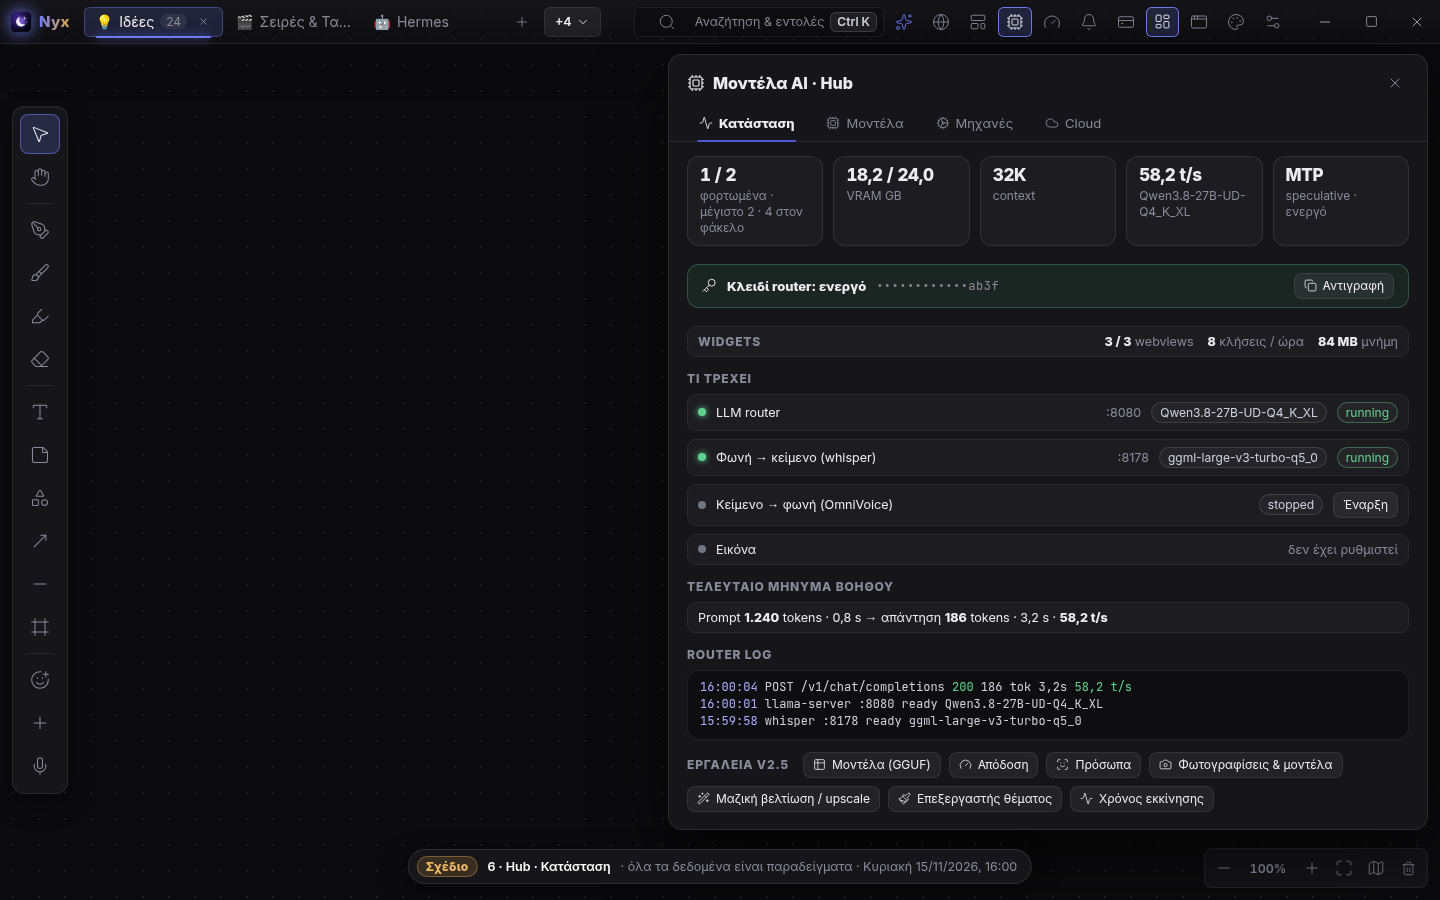 Nyx
💡 Ιδέες 24
🎬 Σειρές & Τα...
🤖 Hermes
+4
Αναζήτηση & εντολές Ctrl K
Μοντέλα AI · Hub
Κατάσταση
Μοντέλα
Μηχανές
Cloud
1 / 2
φορτωμένα ·
μέγιστο 2 · 4 στον
φάκελο
18,2 / 24,0
VRAM GB
32K
context
58,2 t/s
Qwen3.8-27B-UD-
Q4_K_XL
MTP
speculative ·
ενεργό
Κλειδί router: ενεργό ••••••••••••ab3f
Αντιγραφή
WIDGETS
3 / 3 webviews 8 κλήσεις / ώρα 84 MB μνήμη
ΤΙ ΤΡΕΧΕΙ
LLM router :8080 Qwen3.8-27B-UD-Q4_K_XL running
Φωνή → κείμενο (whisper) :8178 ggml-large-v3-turbo-q5_0 running
Κείμενο → φωνή (OmniVoice) stopped Έναρξη
Εικόνα δεν έχει ρυθμιστεί
ΤΕΛΕΥΤΑΙΟ ΜΗΝΥΜΑ ΒΟΗΘΟΥ
Prompt 1.240 tokens · 0,8 s → απάντηση 186 tokens · 3,2 s · 58,2 t/s
ROUTER LOG
16:00:04 POST /v1/chat/completions 200 186 tok 3,2s 58,2 t/s
16:00:01 llama-server :8080 ready Qwen3.8-27B-UD-Q4_K_XL
15:59:58 whisper :8178 ready ggml-large-v3-turbo-q5_0
ΕΡΓΑΛΕΙΑ V2.5 Μοντέλα (GGUF) Απόδοση Πρόσωπα Φωτογραφίσεις & μοντέλα
Μαζική βελτίωση / upscale Επεξεργαστής θέματος Χρόνος εκκίνησης
Σχέδιο 6 · Hub · Κατάσταση · όλα τα δεδομένα είναι παραδείγματα · Κυριακή 15/11/2026, 16:00
100%